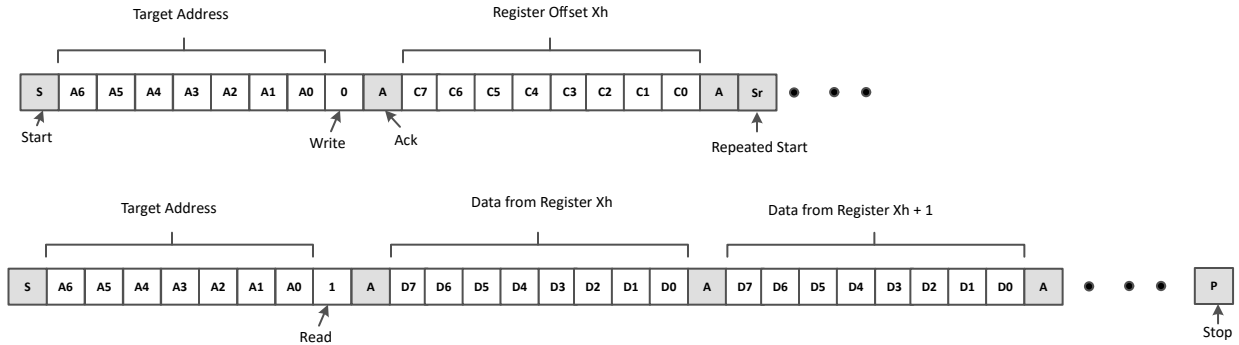 Target Address Register Offset Xh
S A6 A5 A4 A3 A2 A1 A0 0 A C7 C6 C5 C4 C3 C2 C1 C0 A Sr
Start Write Ack Repeated Start
Target Address Data from Register Xh Data from Register Xh + 1
S A6 A5 A4 A3 A2 A1 A0 1 A D7 D6 D5 D4 D3 D2 D1 D0 A D7 D6 D5 D4 D3 D2 D1 D0 A P
Read Stop